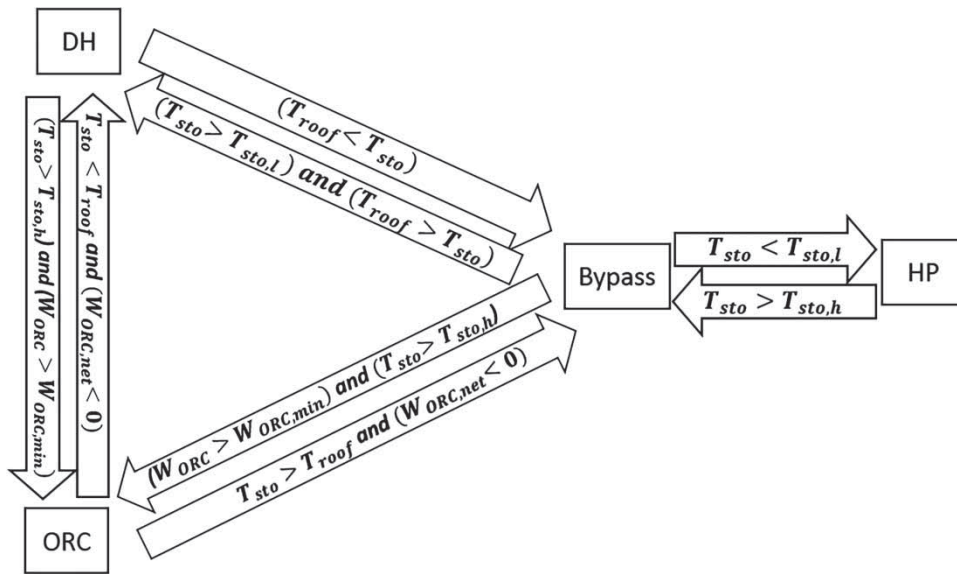 DH
(T_roof < T_sto)
(T_sto > T_sto,l) and (T_roof > T_sto)
(T_sto > T_sto,h) and (W_ORC > W_ORC,min)
T_sto < T_roof and (W_ORC,net < 0)
Bypass
T_sto < T_sto,l
T_sto > T_sto,h
HP
(W_ORC > W_ORC,min) and (T_sto > T_sto,h)
T_sto > T_roof and (W_ORC,net < 0)
ORC